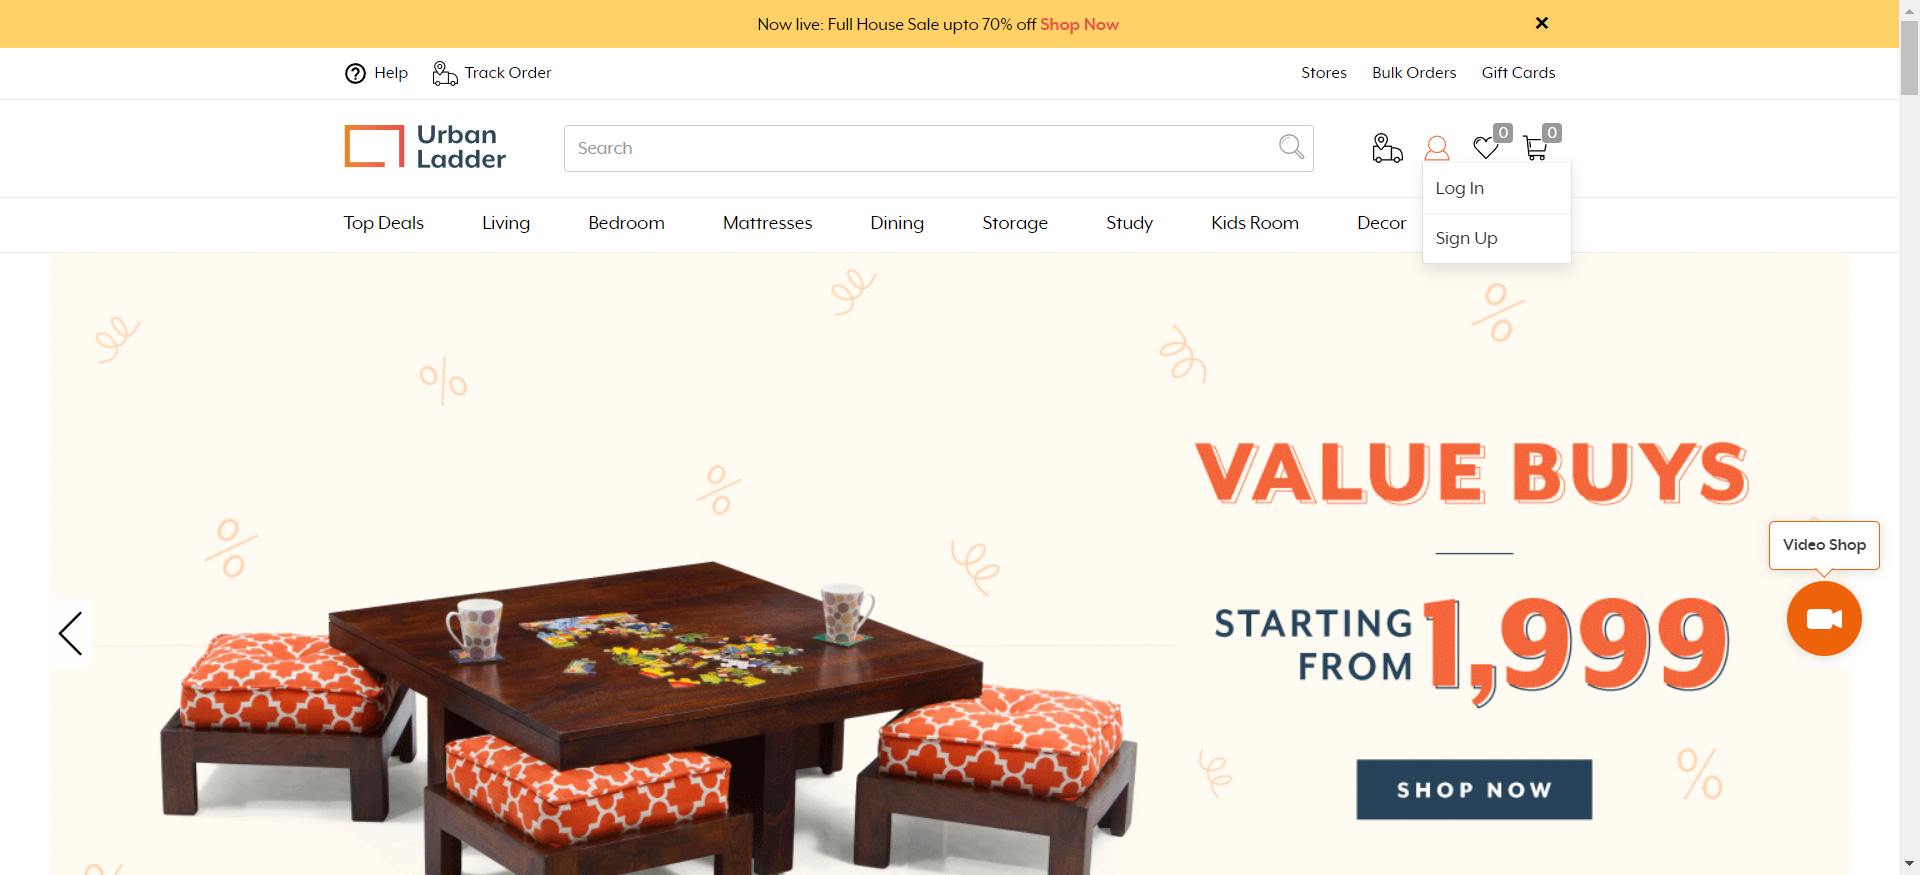 Now live: Full House Sale upto 70% off Shop Now
Help
Track Order
Stores
Bulk Orders
Gift Cards
Urban
Ladder
Search
0
0
Log In
Sign Up
Top Deals
Living
Bedroom
Mattresses
Dining
Storage
Study
Kids Room
Decor
VALUE BUYS
Video Shop
STARTING
FROM
1,999
SHOP NOW